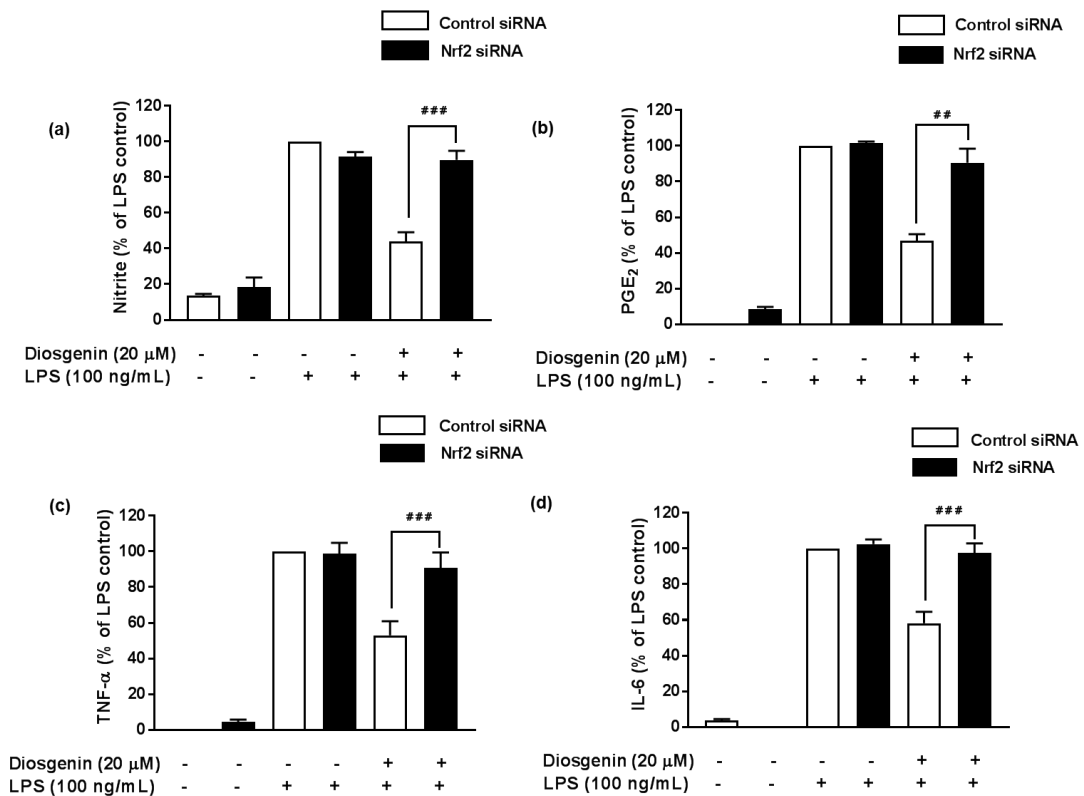 Control siRNA
Nrf2 siRNA
(a)
Nitrite (% of LPS control)
120
100
80
60
40
20
0
###
Diosgenin (20 μM) - - - - + +
LPS (100 ng/mL) - - + + + +
Control siRNA
Nrf2 siRNA
(b)
PGE₂ (% of LPS control)
120
100
80
60
40
20
0
##
Diosgenin (20 μM) - - - - + +
LPS (100 ng/mL) - - + + + +
Control siRNA
Nrf2 siRNA
(c)
TNF-α (% of LPS control)
120
100
80
60
40
20
0
###
Diosgenin (20 μM) - - - - + +
LPS (100 ng/mL) - - + + + +
Control siRNA
Nrf2 siRNA
(d)
IL-6 (% of LPS control)
120
100
80
60
40
20
0
###
Diosgenin (20 μM) - - - - + +
LPS (100 ng/mL) - - + + + +